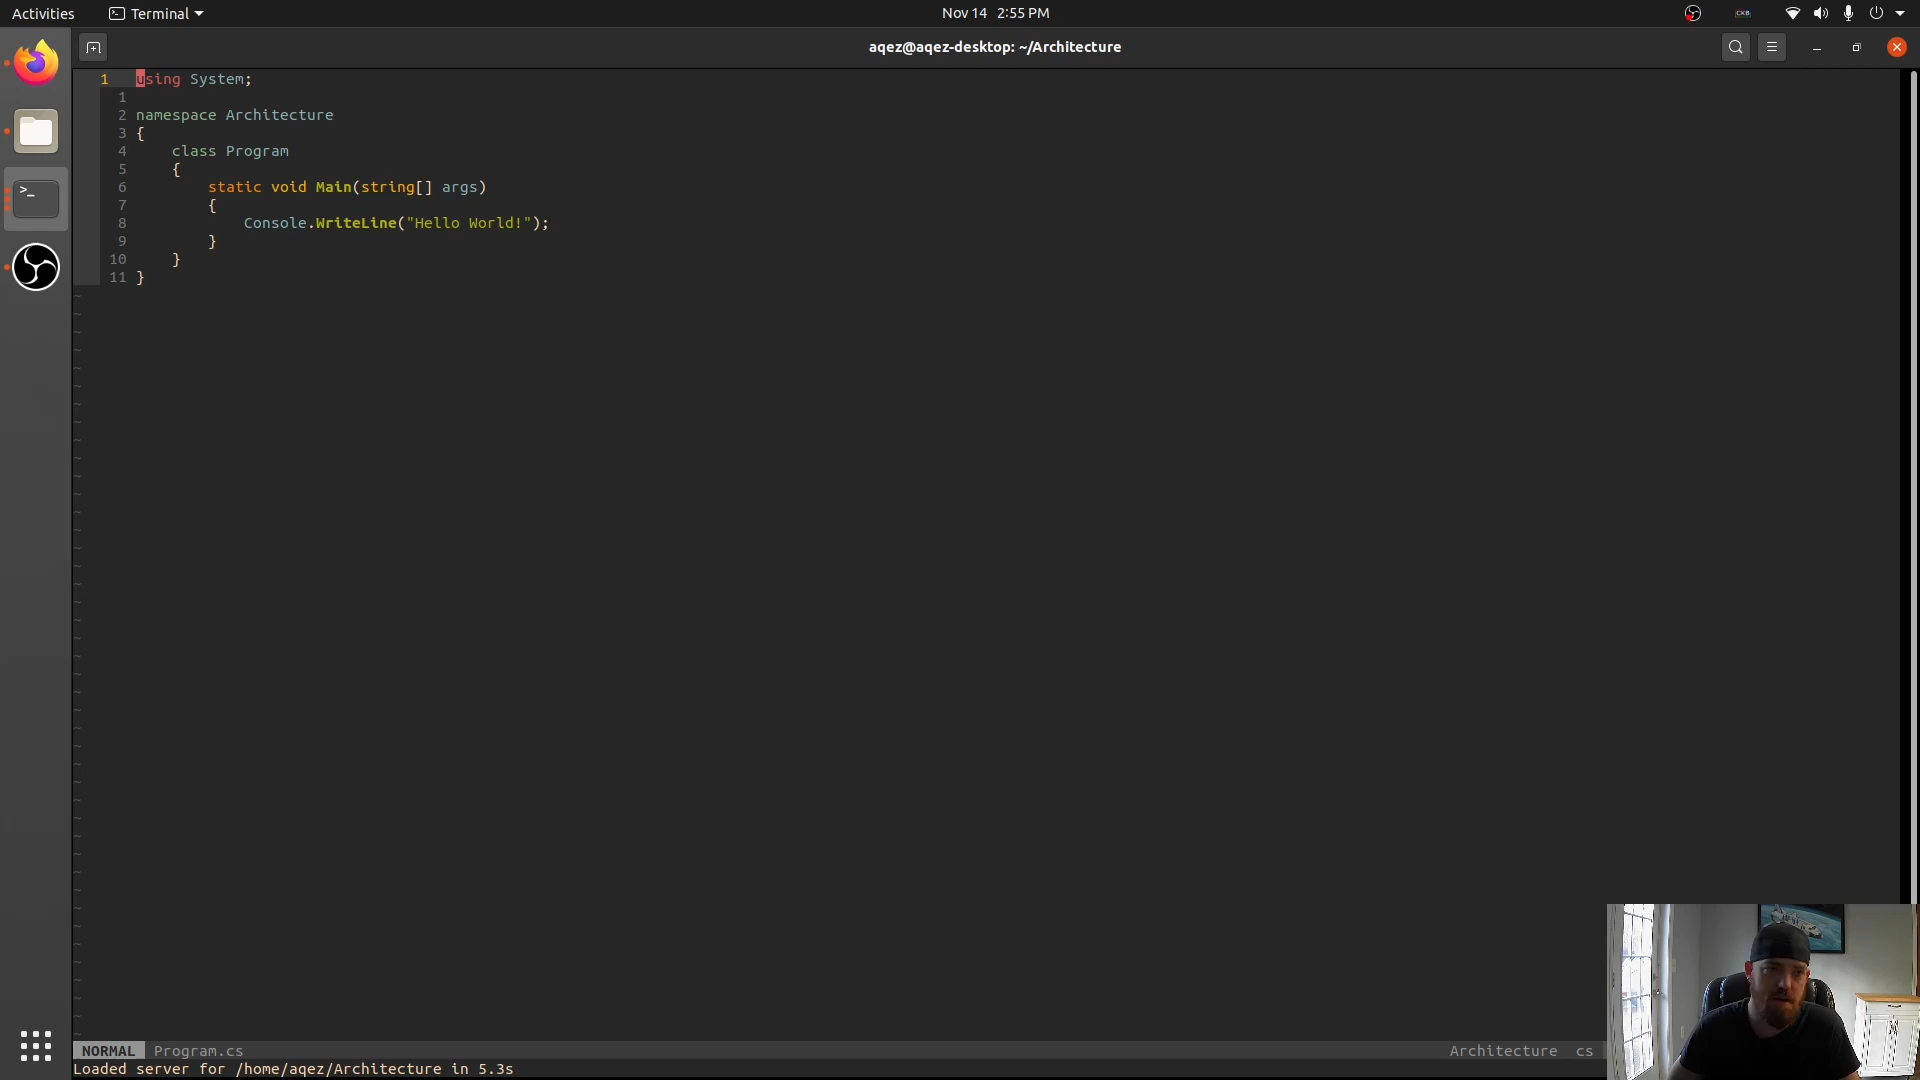 Activities Terminal Nov 14 2:55 PM CKB
aqez@aqez-desktop: ~/Architecture
1 using System;
1
2 namespace Architecture
3 {
4 class Program
5 {
6 static void Main(string[] args)
7 {
8 Console.WriteLine("Hello World!");
9 }
10 }
11 }
NORMAL Program.cs Architecture cs
Loaded server for /home/aqez/Architecture in 5.3s